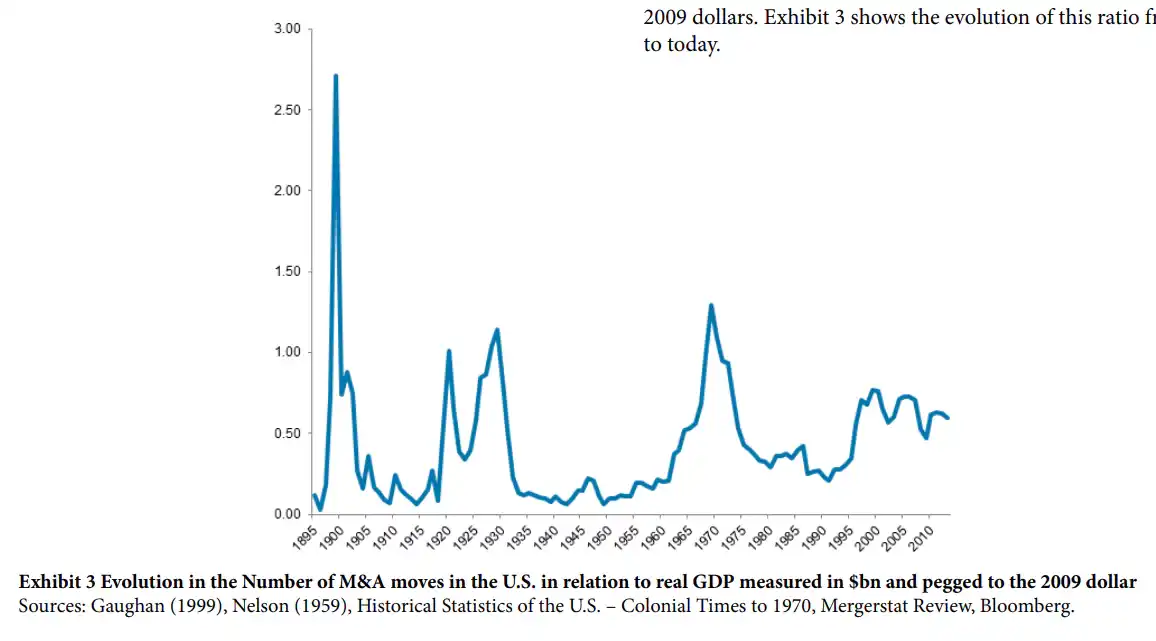 2009 dollars. Exhibit 3 shows the evolution of this ratio
to today.
3.00
2.50
2.00
1.50
1.00
0.50
0.00
1895 1900 1905 1910 1915 1920 1925 1930 1935 1940 1945 1950 1955 1960 1965 1970 1975 1980 1985 1990 1995 2000 2005 2010
Exhibit 3 Evolution in the Number of M&A moves in the U.S. in relation to real GDP measured in $bn and pegged to the 2009 dollar
Sources: Gaughan (1999), Nelson (1959), Historical Statistics of the U.S. – Colonial Times to 1970, Mergerstat Review, Bloomberg.